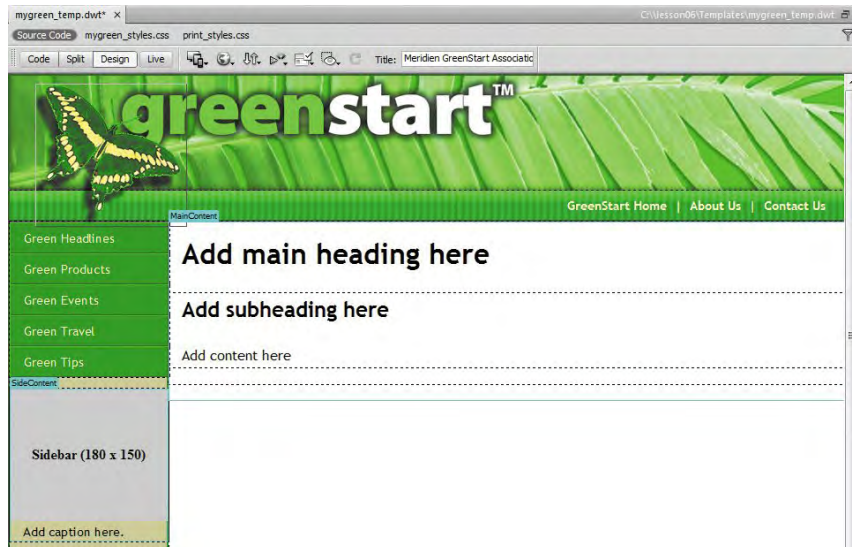 mygreen_temp.dwt* ×
C:\lesson06\Templates\mygreen_temp.dwt
Source Code mygreen_styles.css print_styles.css
Code Split Design Live Title: Meridien GreenStart Associatic
greenstart™
GreenStart Home | About Us | Contact Us
MainContent
Green Headlines
Green Products
Green Events
Green Travel
Green Tips
Add main heading here
Add subheading here
Add content here
SideContent
Sidebar (180 x 150)
Add caption here.